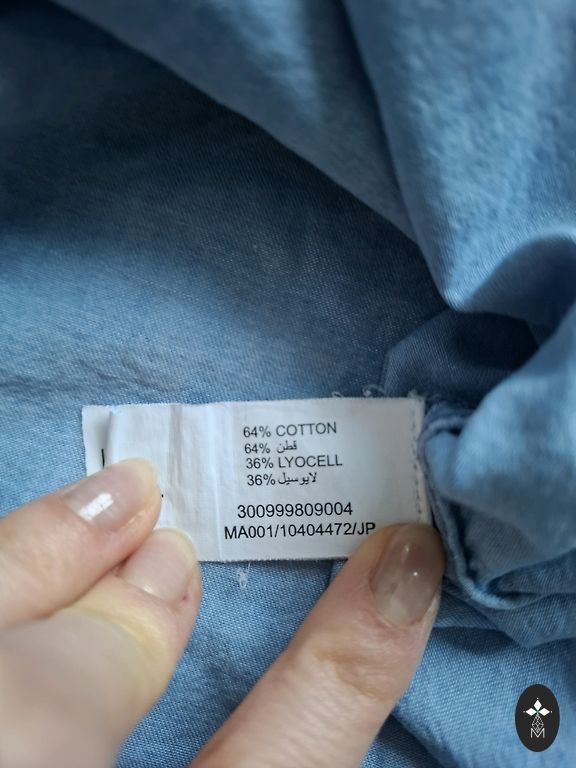 64% COTTON
64% قطن
36% LYOCELL
36% لايوسيل
300999809004
MA001/10404472/JP
M